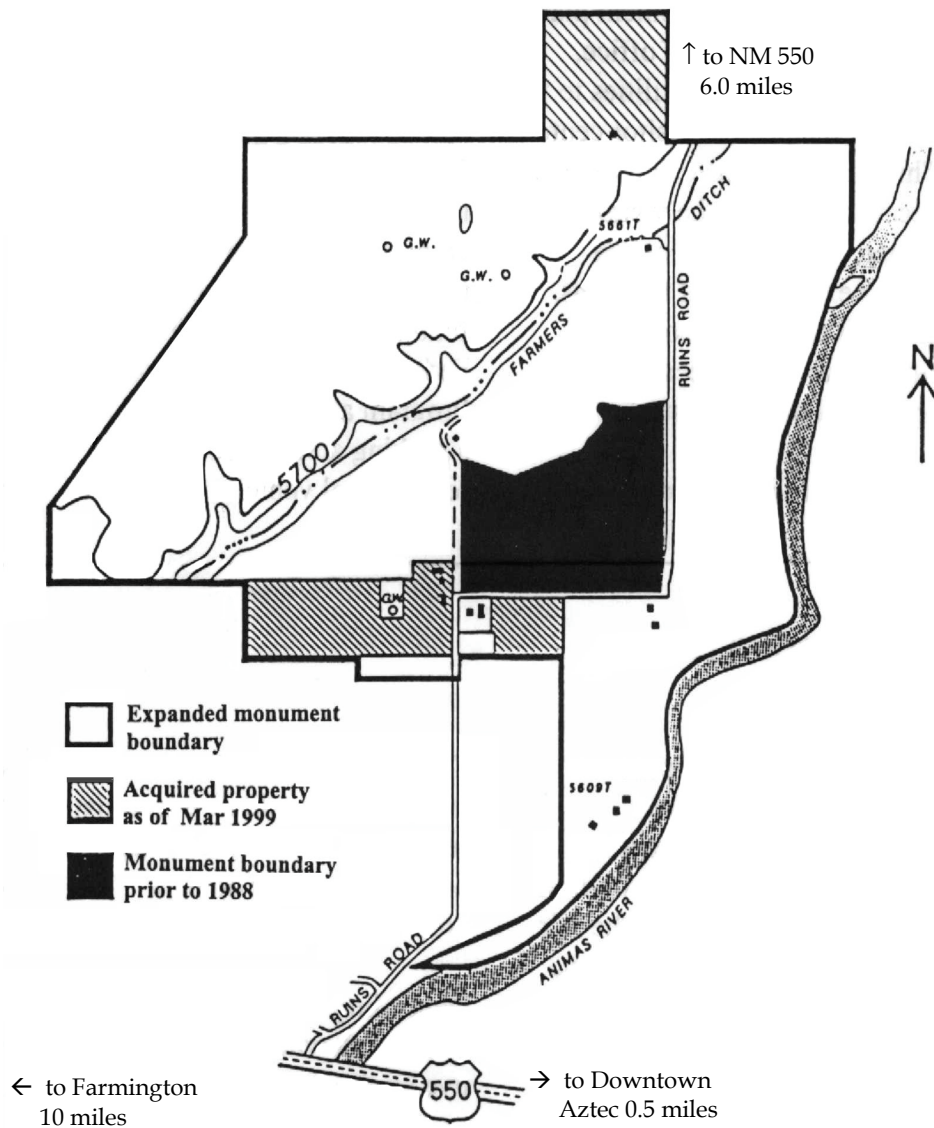 ↑ to NM 550
6.0 miles
DITCH
5661T
G.W.
G.W.
FARMERS
RUINS ROAD
N
5700
G.W.
Expanded monument
boundary
Acquired property
as of Mar 1999
Monument boundary
prior to 1988
5609T
ANIMAS RIVER
RUINS ROAD
550
← to Farmington
10 miles
→ to Downtown
Aztec 0.5 miles